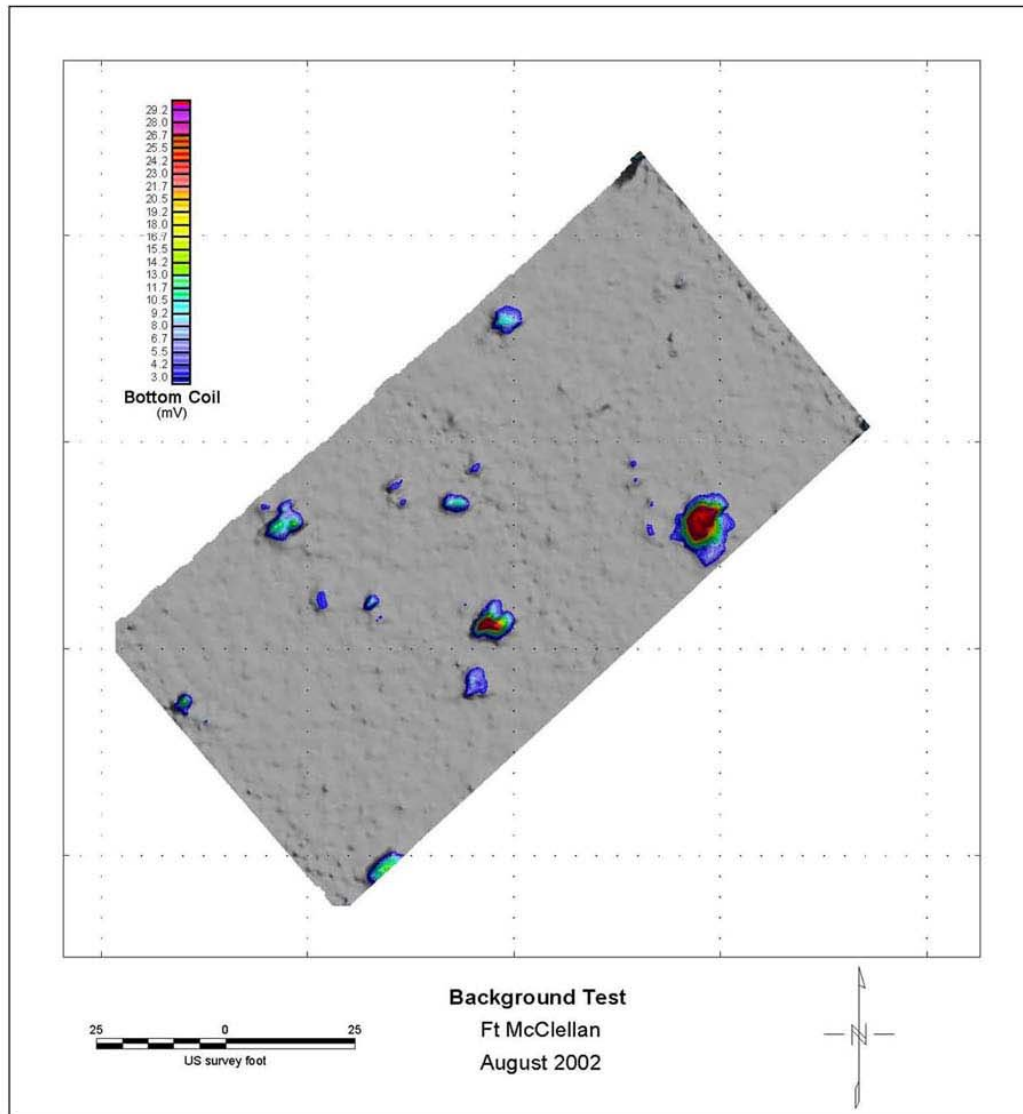 29.2
28.0
26.7
25.5
24.2
23.0
21.7
20.5
19.2
18.0
16.7
15.5
14.2
13.0
11.7
10.5
9.2
8.0
6.7
5.5
4.2
3.0
Bottom Coil
(mV)
Background Test
Ft McClellan
August 2002
25 0 25
US survey foot
N